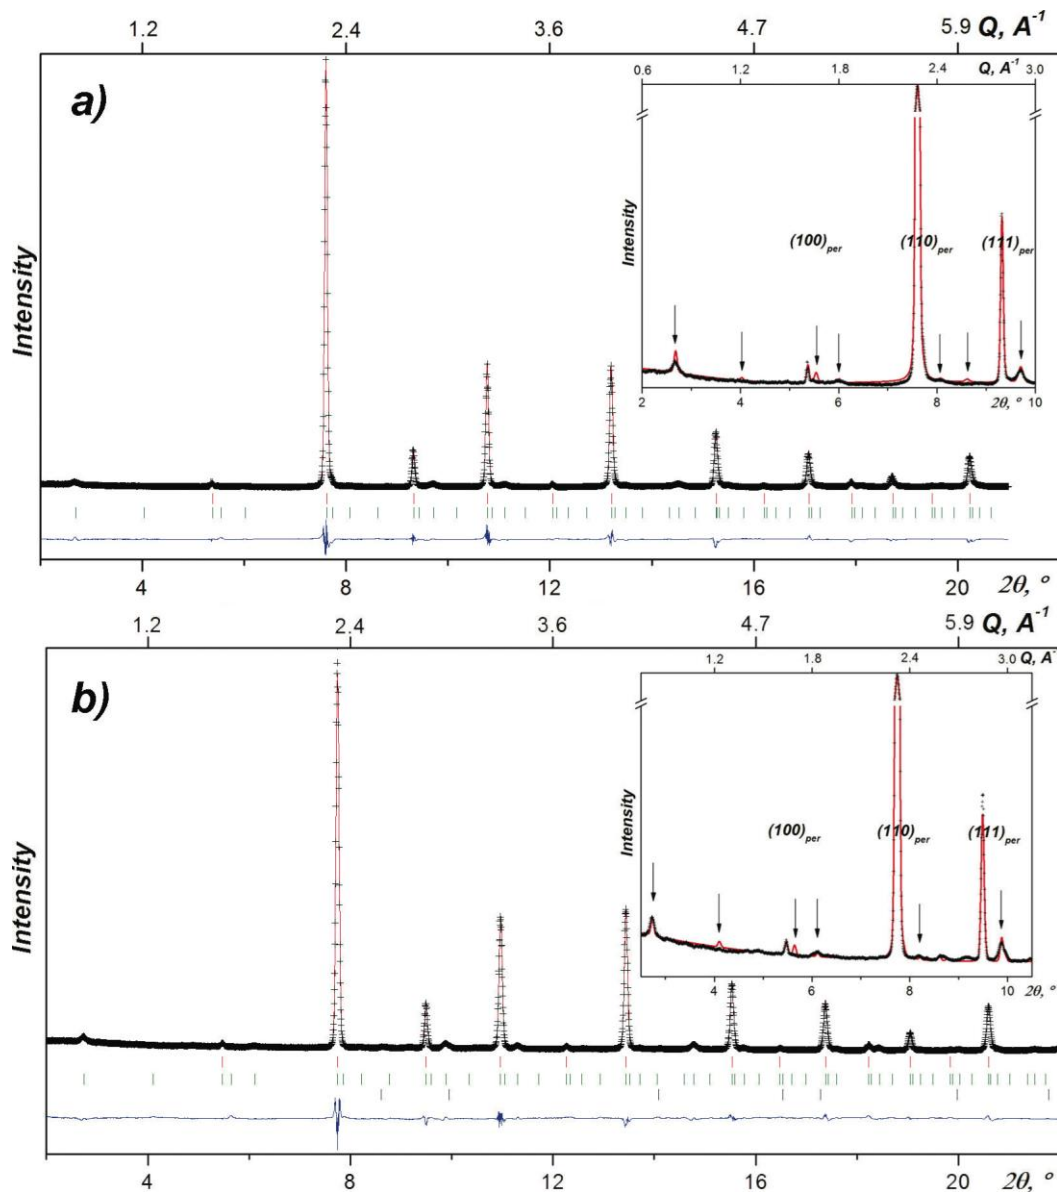 1.2 2.4 3.6 4.7 5.9 Q, A⁻¹
a)
0.6 1.2 1.8 2.4 3.0
Q, A⁻¹
Intensity
(100)per (110)per (111)per
2 4 6 8 10
2θ, °
Intensity
4 8 12 16 20 2θ, °
1.2 2.4 3.6 4.7 5.9 Q, A⁻¹
b)
1.2 1.8 2.4 3.0 Q, A⁻¹
Intensity
(100)per (110)per (111)per
4 6 8 10 2θ, °
Intensity
4 8 12 16 20 2θ, °